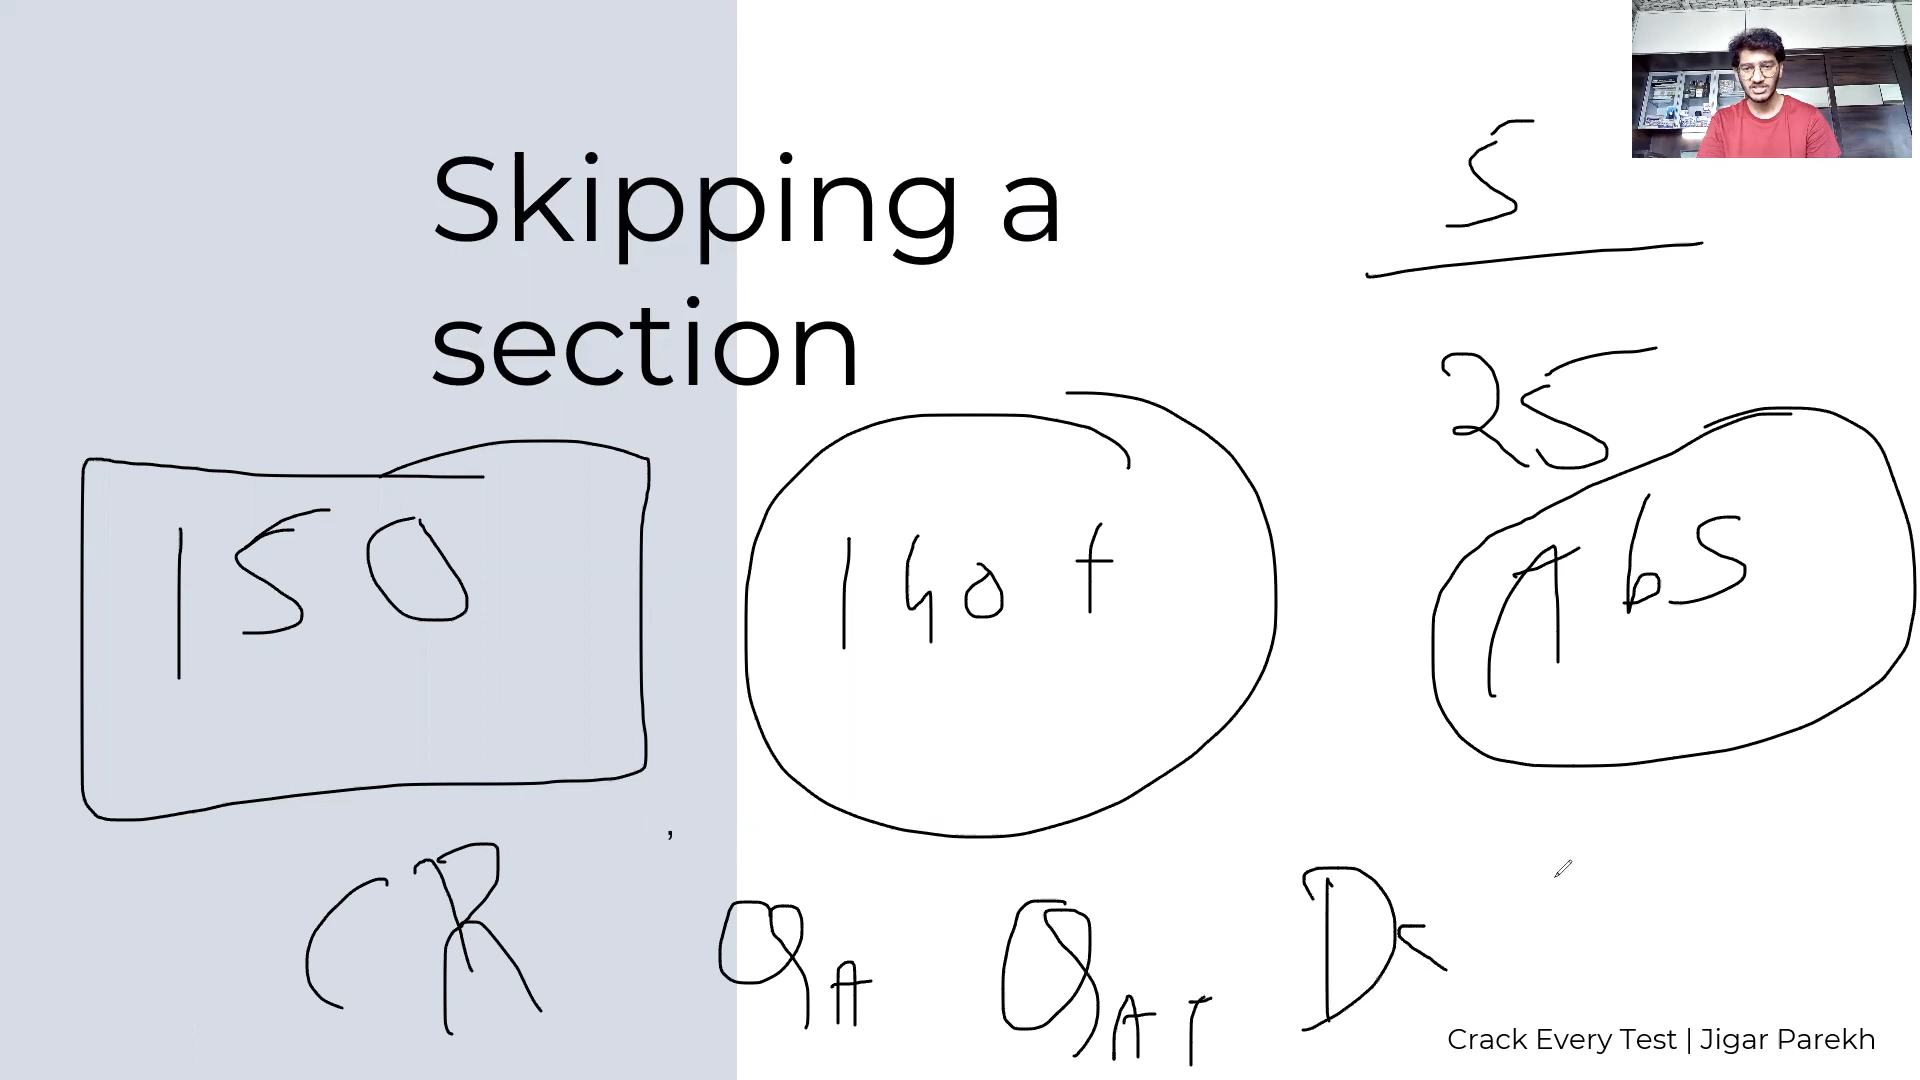 Skipping a
section
5
25
150
140+
Abs
,
CR
QA
QAT
Crack Every Test | Jigar Parekh